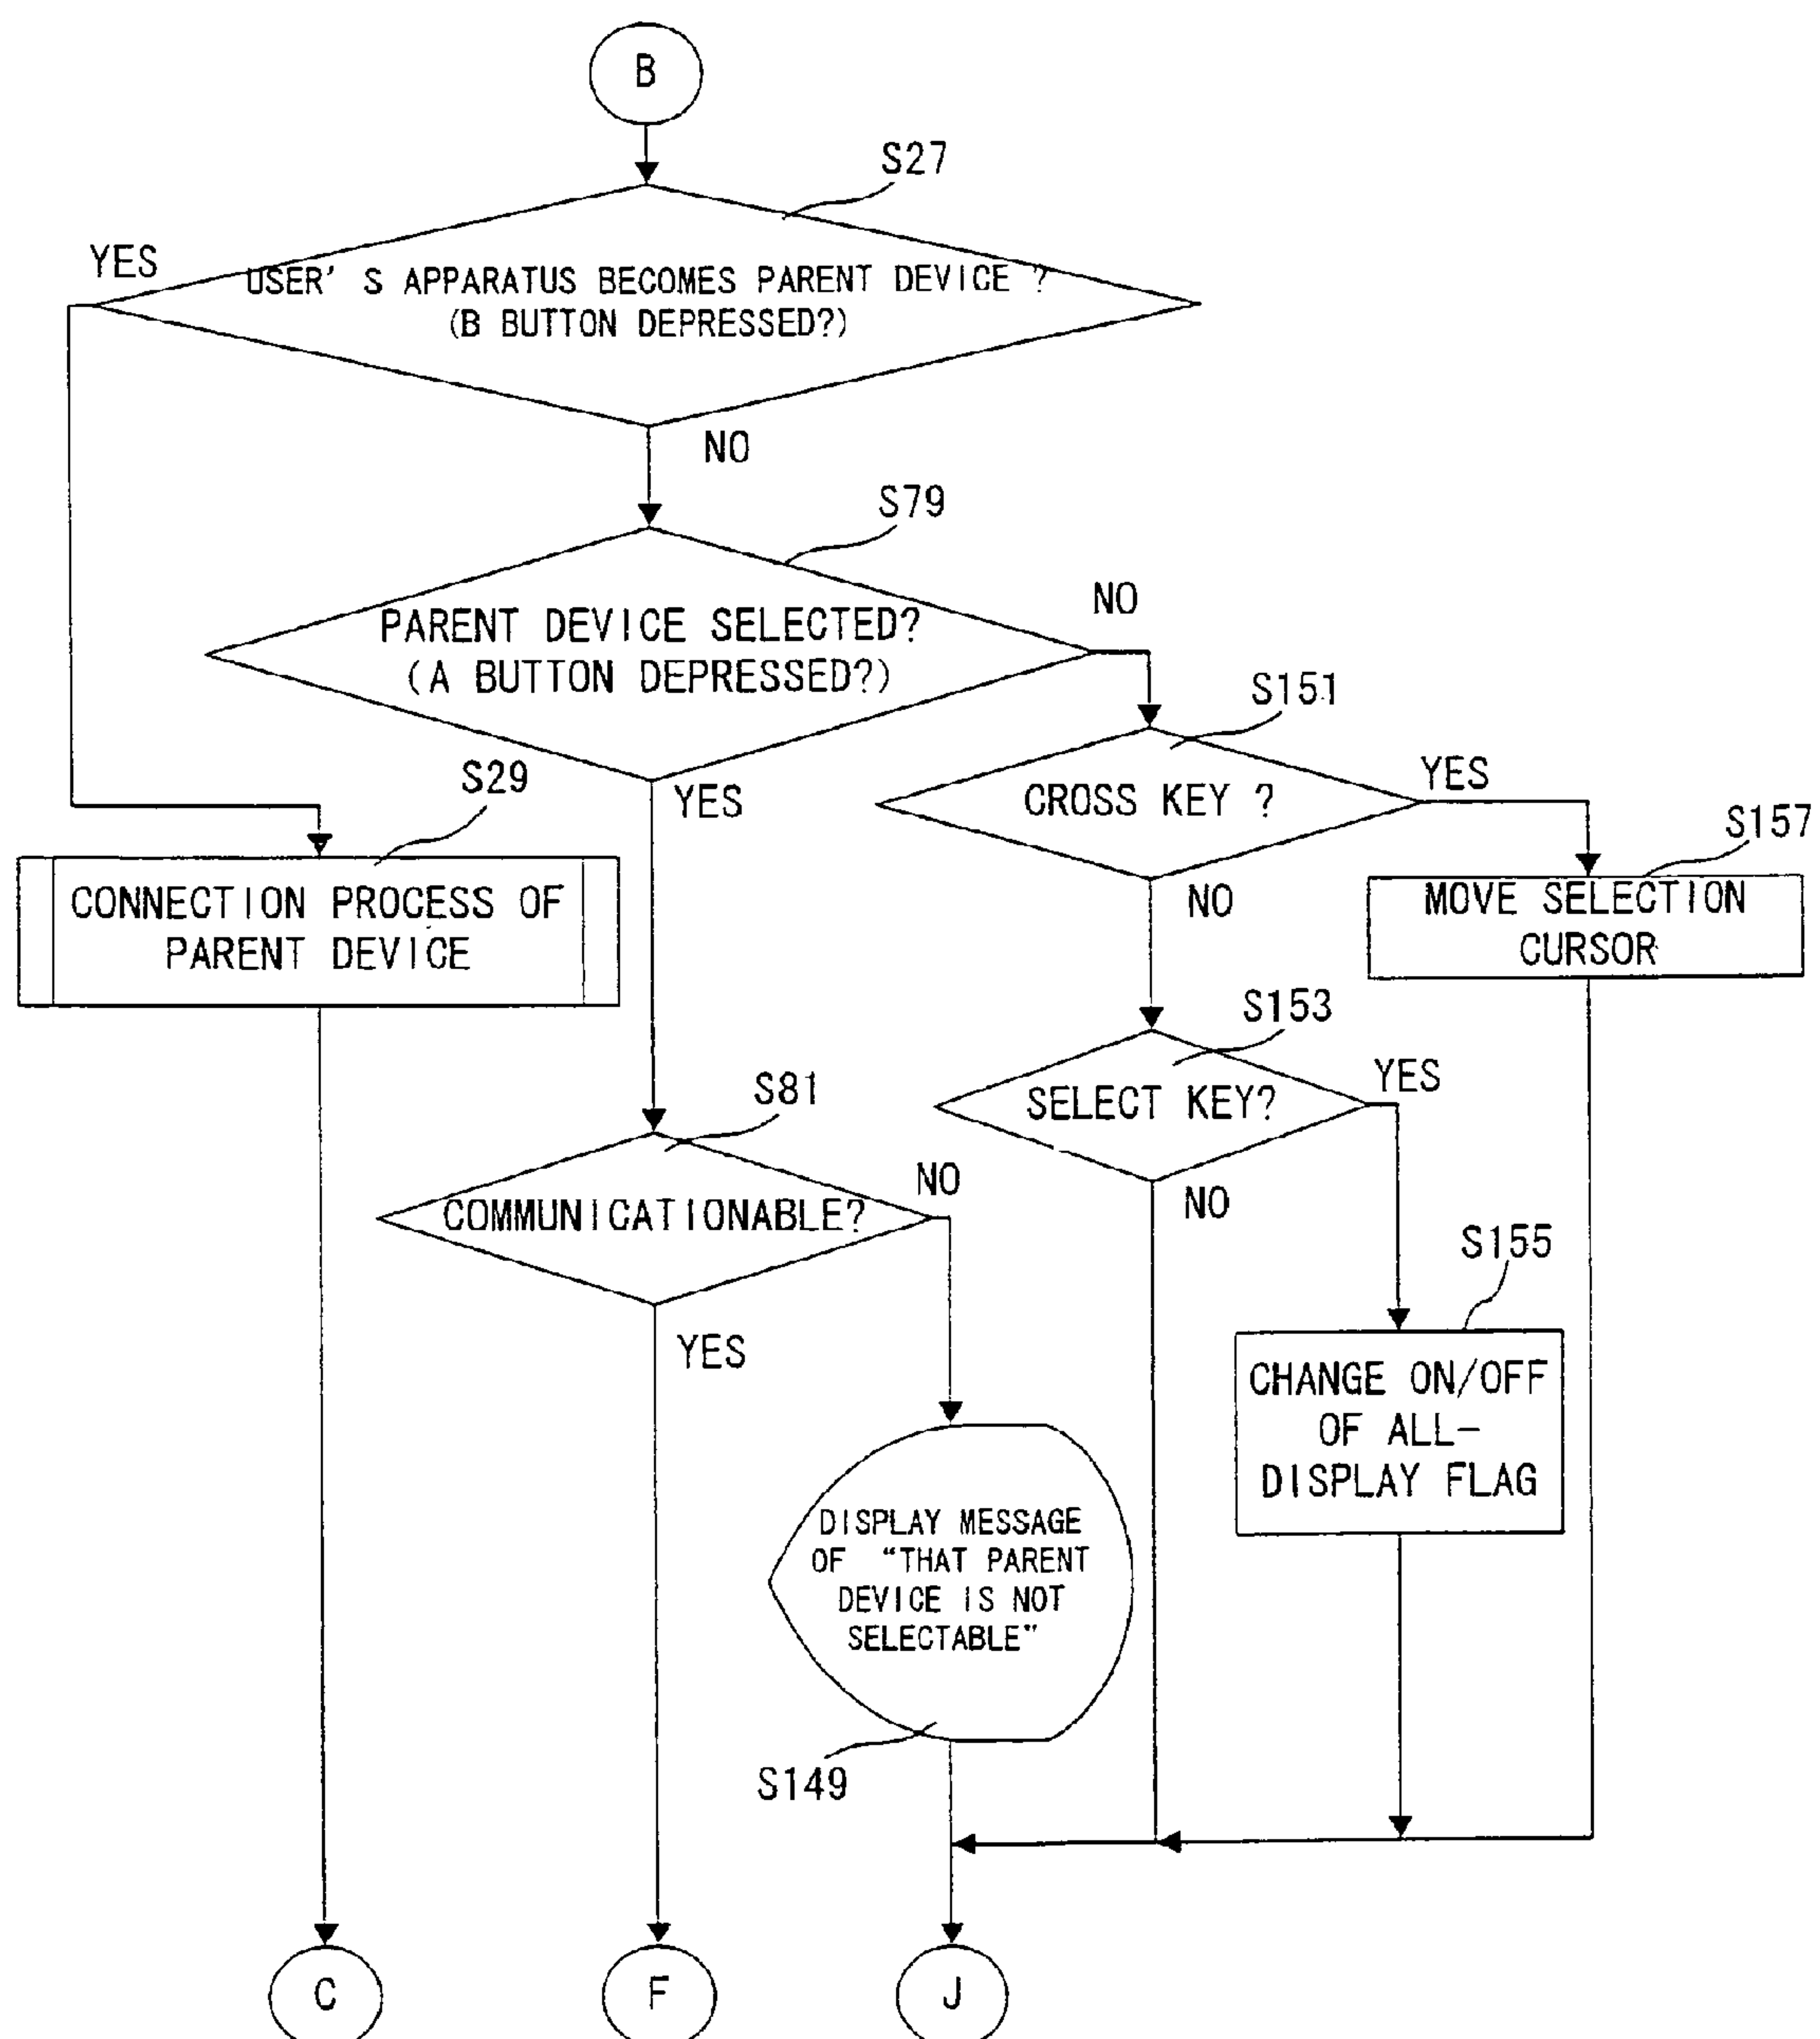 B
S27
YES
USER' S APPARATUS BECOMES PARENT DEVICE ?
(B BUTTON DEPRESSED?)
NO
S79
PARENT DEVICE SELECTED?
(A BUTTON DEPRESSED?)
NO
YES
S151
CROSS KEY ?
YES
NO
S157
MOVE SELECTION
CURSOR
S29
CONNECTION PROCESS OF
PARENT DEVICE
S153
SELECT KEY?
YES
NO
S81
COMMUNICATIONABLE?
NO
YES
S155
CHANGE ON/OFF
OF ALL-
DISPLAY FLAG
DISPLAY MESSAGE
OF "THAT PARENT
DEVICE IS NOT
SELECTABLE"
S149
C
F
J